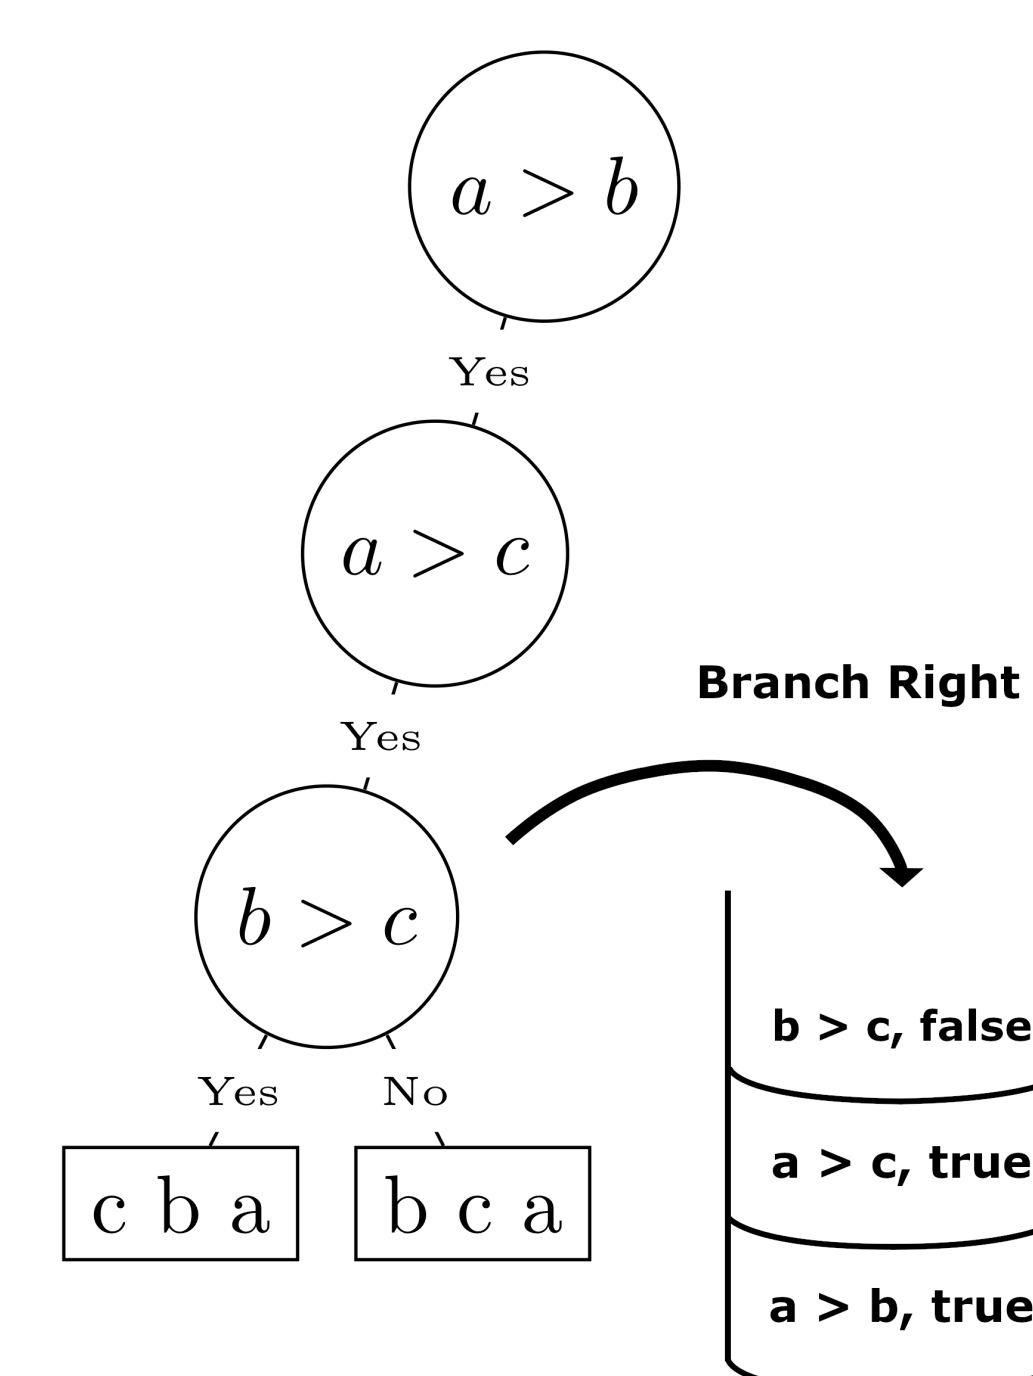 a > b
Yes
a > c
Yes
b > c
Yes No
c b a
b c a
Branch Right
b > c, false
a > c, true
a > b, true